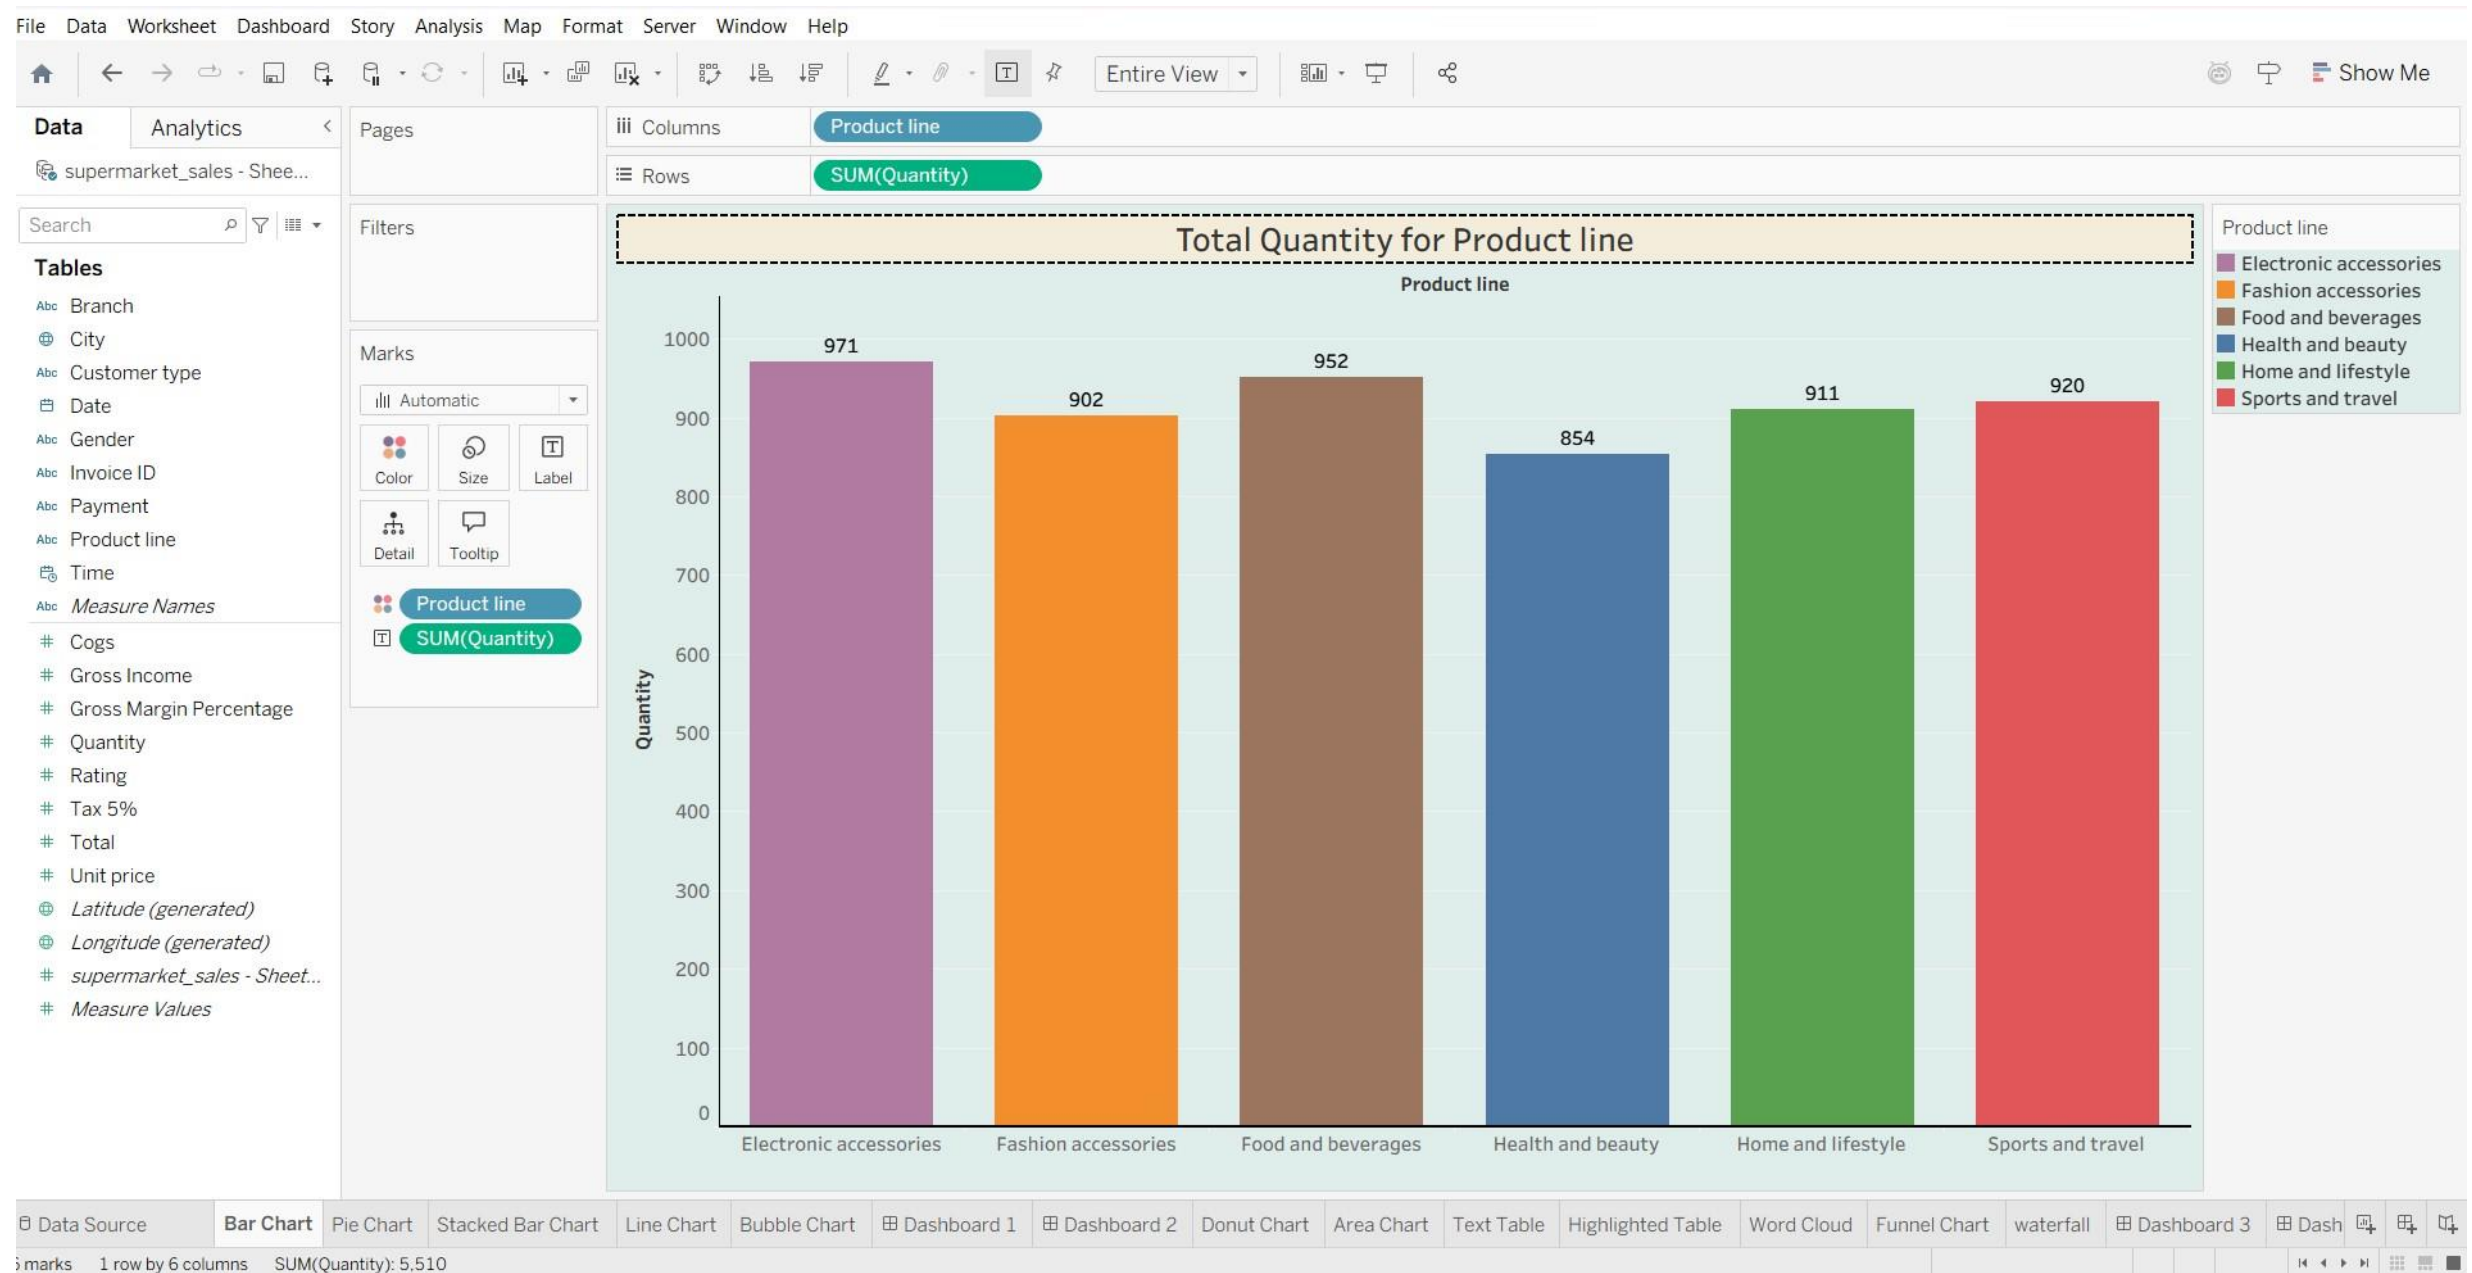 File Data Worksheet Dashboard Story Analysis Map Format Server Window Help
Entire View
Show Me
Data Analytics
supermarket_sales - Shee...
Search
Tables
Abc Branch
City
Abc Customer type
Date
Abc Gender
Abc Invoice ID
Abc Payment
Abc Product line
Time
Abc Measure Names
# Cogs
# Gross Income
# Gross Margin Percentage
# Quantity
# Rating
# Tax 5%
# Total
# Unit price
Latitude (generated)
Longitude (generated)
# supermarket_sales - Sheet...
# Measure Values
Pages
Filters
Marks
Automatic
Color Size Label
Detail Tooltip
Product line
SUM(Quantity)
Columns Product line
Rows SUM(Quantity)
Total Quantity for Product line
Product line
Quantity
1000
900
800
700
600
500
400
300
200
100
0
971
902
952
854
911
920
Electronic accessories Fashion accessories Food and beverages Health and beauty Home and lifestyle Sports and travel
Product line
Electronic accessories
Fashion accessories
Food and beverages
Health and beauty
Home and lifestyle
Sports and travel
Data Source Bar Chart Pie Chart Stacked Bar Chart Line Chart Bubble Chart Dashboard 1 Dashboard 2 Donut Chart Area Chart Text Table Highlighted Table Word Cloud Funnel Chart waterfall Dashboard 3 Dash
marks 1 row by 6 columns SUM(Quantity): 5,510